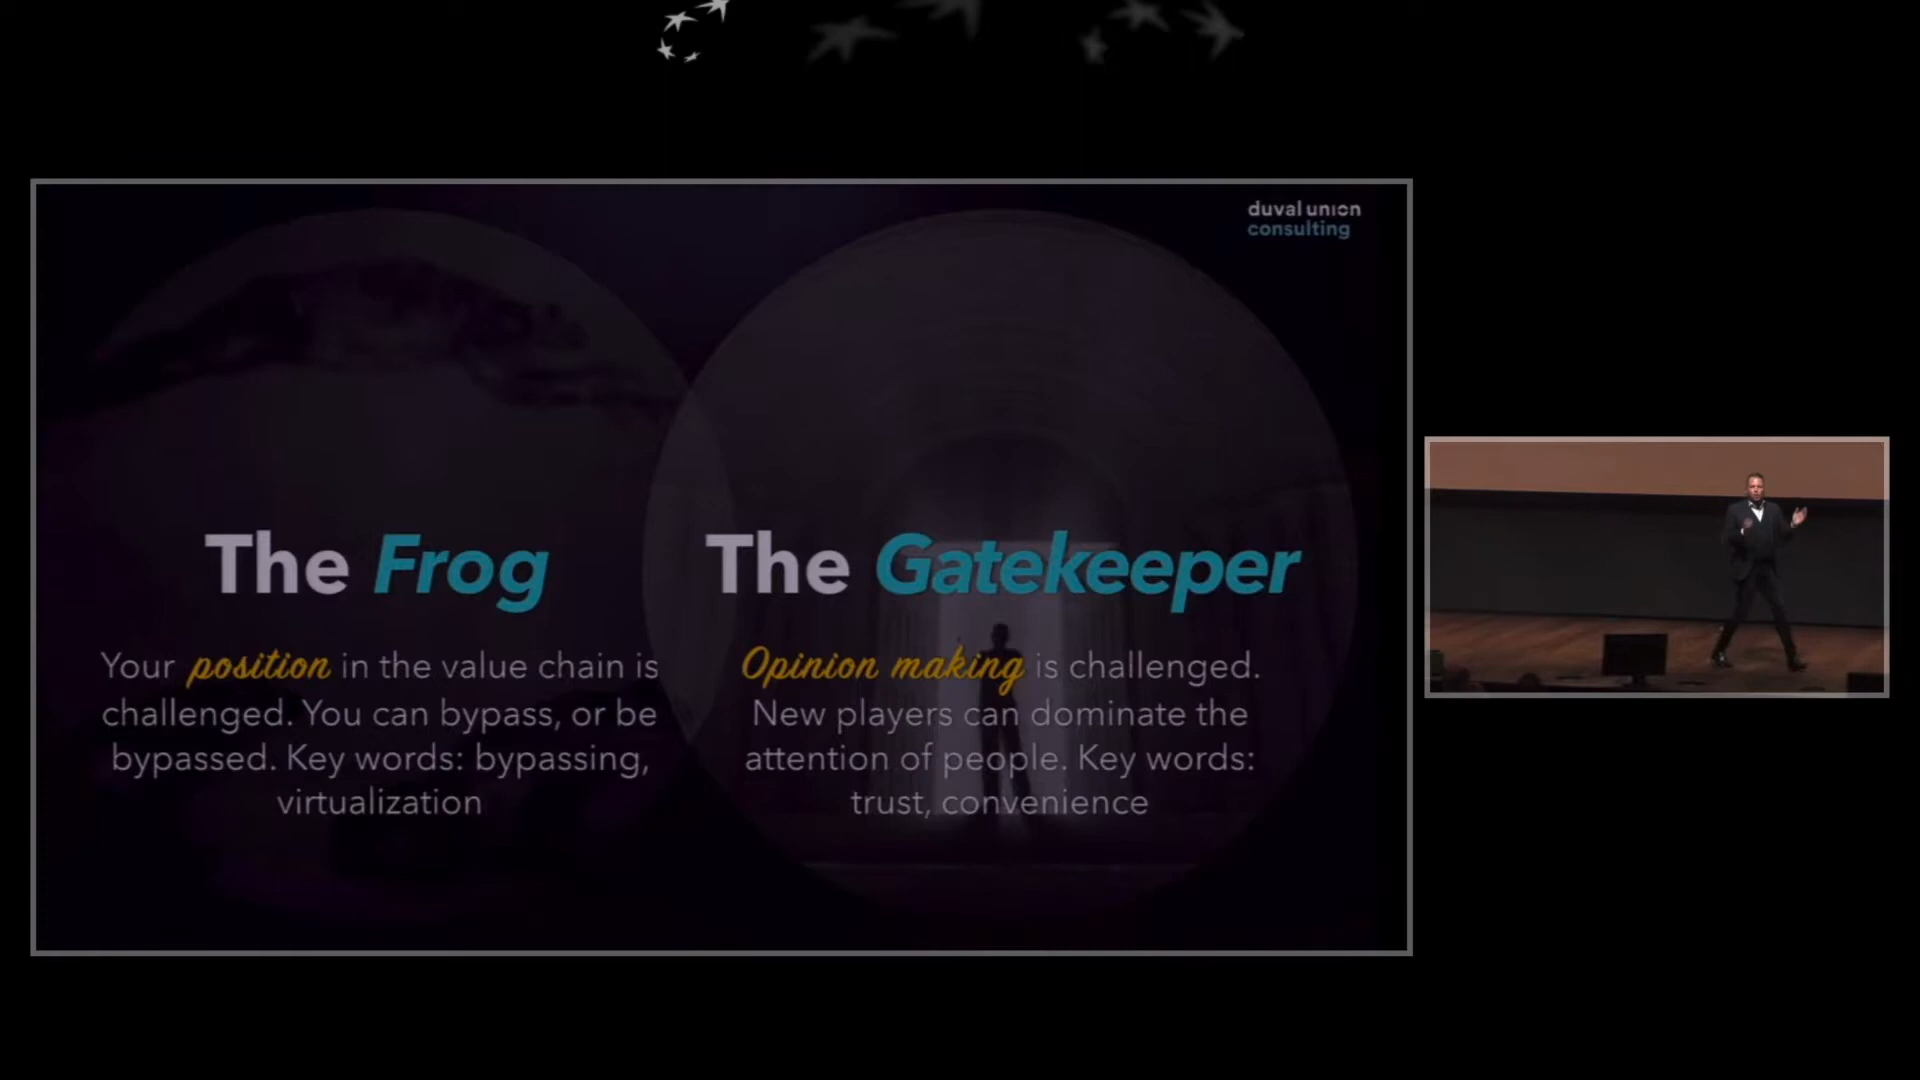 duval union
consulting
The Frog
Your position in the value chain is
challenged. You can bypass, or be
bypassed. Key words: bypassing,
virtualization
The Gatekeeper
Opinion making is challenged.
New players can dominate the
attention of people. Key words:
trust, convenience